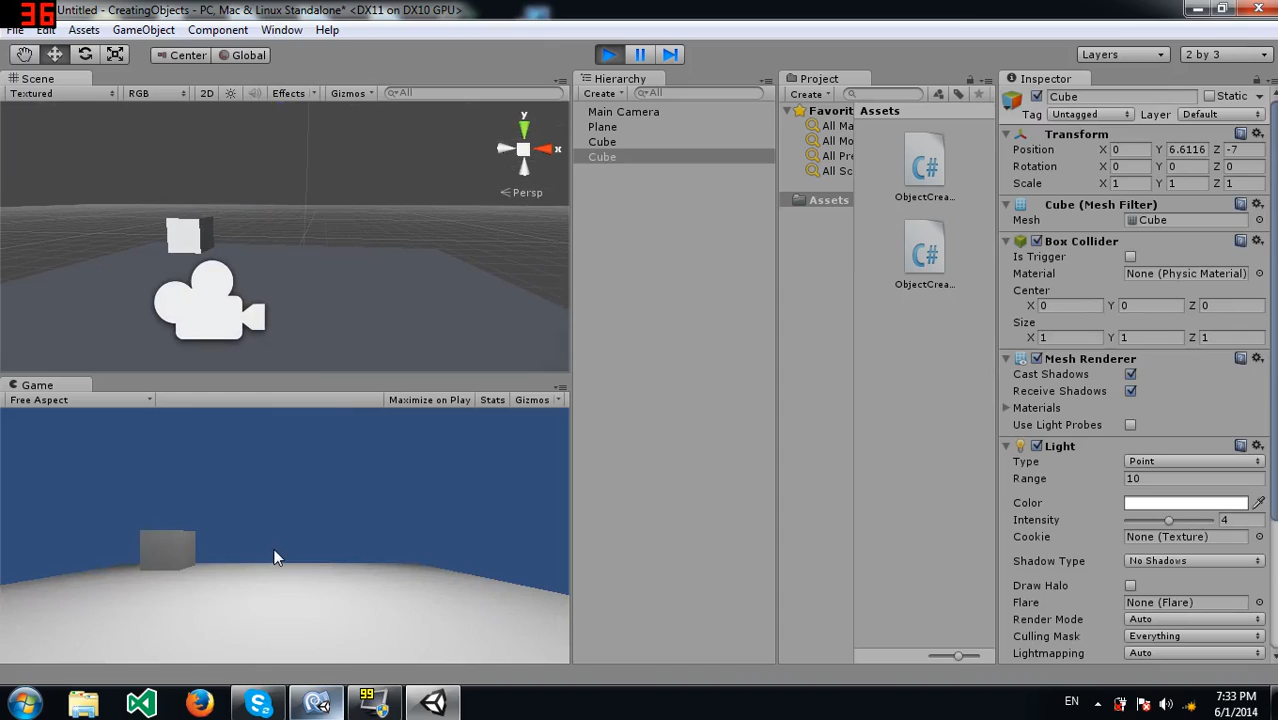 36
Untitled - CreatingObjects - PC, Mac & Linux Standalone* <DX11 on DX10 GPU>
File Edit Assets GameObject Component Window Help
Center Global Layers 2 by 3
Scene
Textured RGB 2D Effects Gizmos All
y
x
Persp
Game
Free Aspect Maximize on Play Stats Gizmos
Hierarchy
Create All
Main Camera
Plane
Cube
Cube
Project
Create
Favorit
All Ma
All Mo
All Pre
All Sc
Assets
Assets
C#
ObjectCrea...
C#
ObjectCrea...
Inspector
Cube Static
Tag Untagged Layer Default
Transform
Position X 0 Y 6.6116 Z -7
Rotation X 0 Y 0 Z 0
Scale X 1 Y 1 Z 1
Cube (Mesh Filter)
Mesh Cube
Box Collider
Is Trigger
Material None (Physic Material)
Center
X 0 Y 0 Z 0
Size
X 1 Y 1 Z 1
Mesh Renderer
Cast Shadows
Receive Shadows
Materials
Use Light Probes
Light
Type Point
Range 10
Color
Intensity 4
Cookie None (Texture)
Shadow Type No Shadows
Draw Halo
Flare None (Flare)
Render Mode Auto
Culling Mask Everything
Lightmapping Auto
99
EN
7:33 PM
6/1/2014